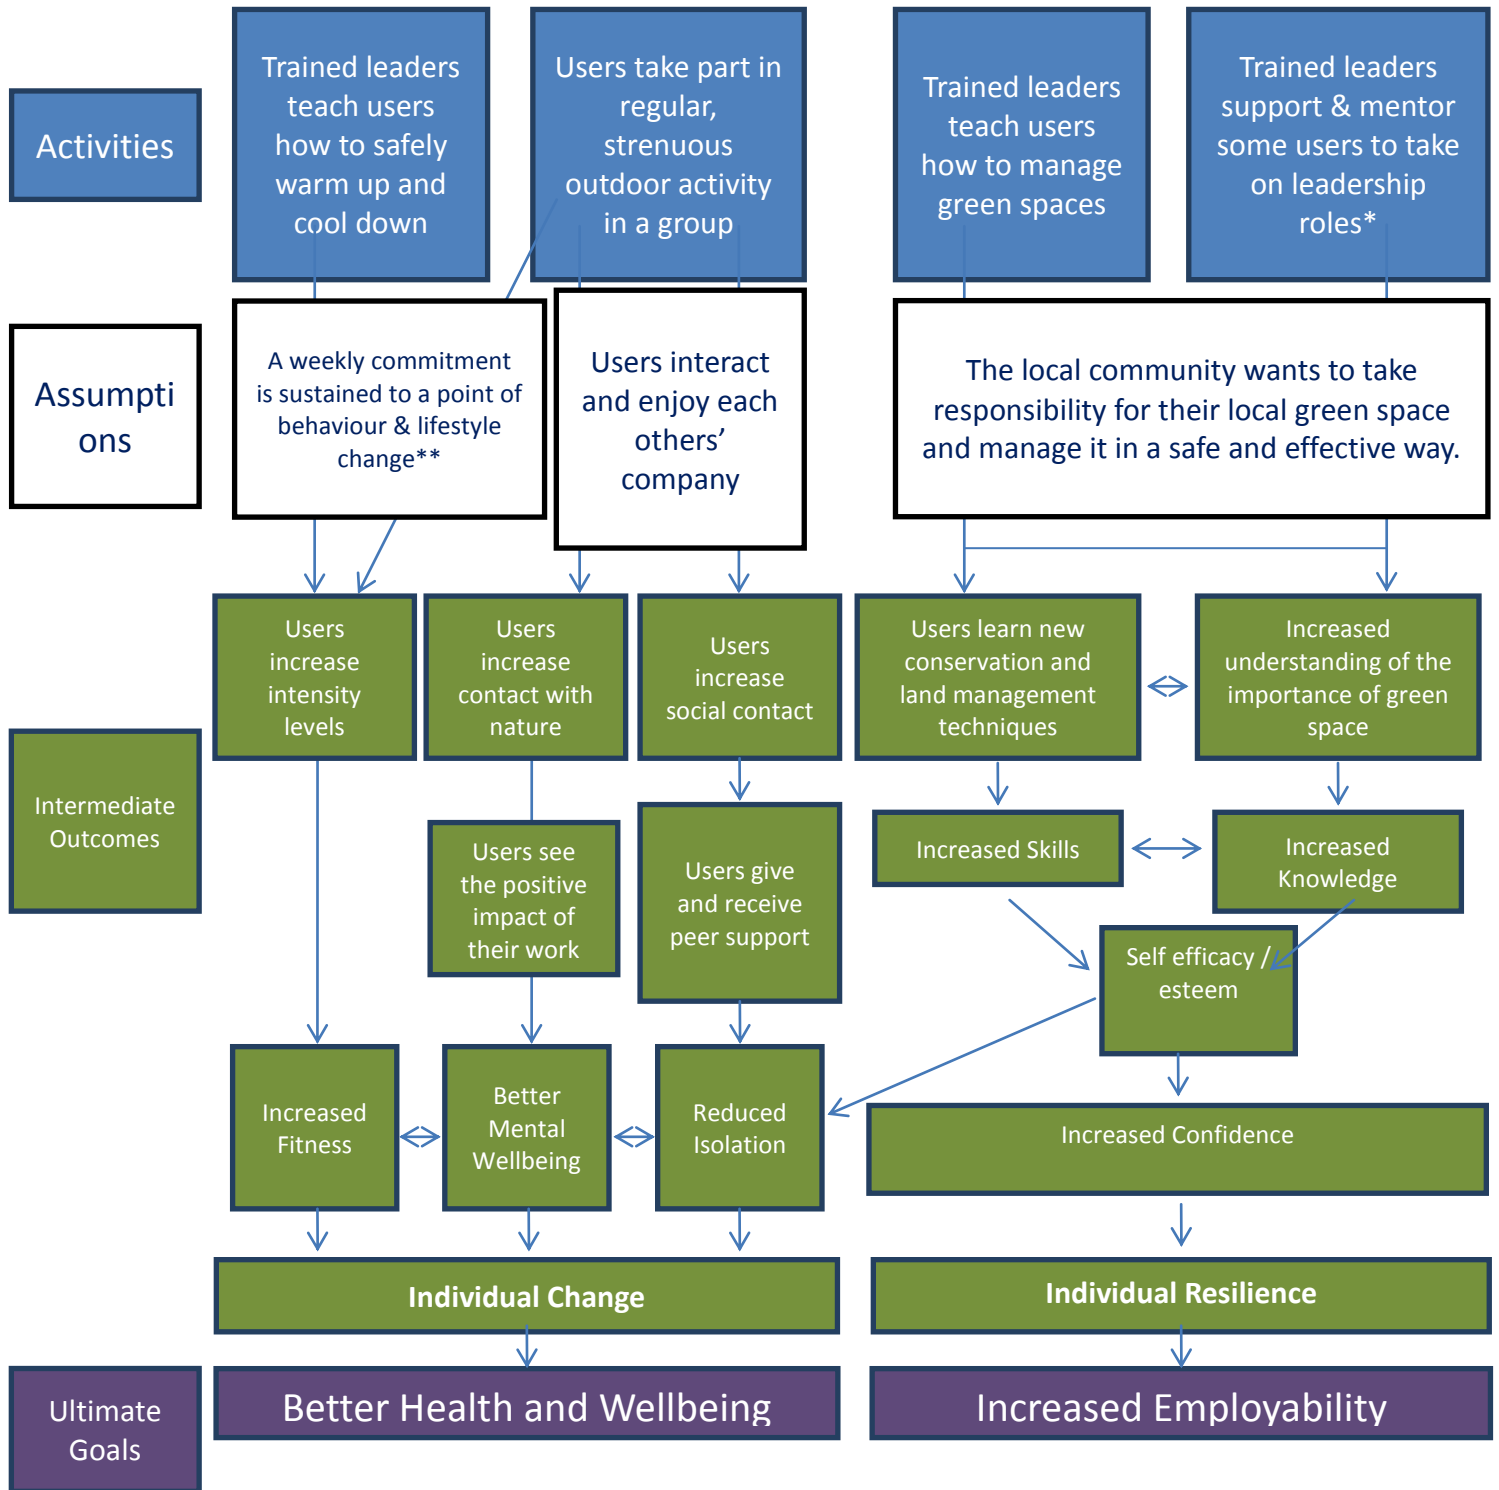 Activities
Trained leaders
teach users
how to safely
warm up and
cool down
Users take part in
regular,
strenuous
outdoor activity
in a group
Trained leaders
teach users
how to manage
green spaces
Trained leaders
support & mentor
some users to take
on leadership
roles*
Assumpti
ons
A weekly commitment
is sustained to a point of
behaviour & lifestyle
change**
Users interact
and enjoy each
others’
company
The local community wants to take
responsibility for their local green space
and manage it in a safe and effective way.
Intermediate
Outcomes
Users
increase
intensity
levels
Users
increase
contact with
nature
Users
increase
social contact
Users learn new
conservation and
land management
techniques
Increased
understanding of the
importance of green
space
Users see
the positive
impact of
their work
Users give
and receive
peer support
Increased Skills
Increased
Knowledge
Self efficacy /
esteem
Increased
Fitness
Better
Mental
Wellbeing
Reduced
Isolation
Increased Confidence
Individual Change
Individual Resilience
Ultimate
Goals
Better Health and Wellbeing
Increased Employability